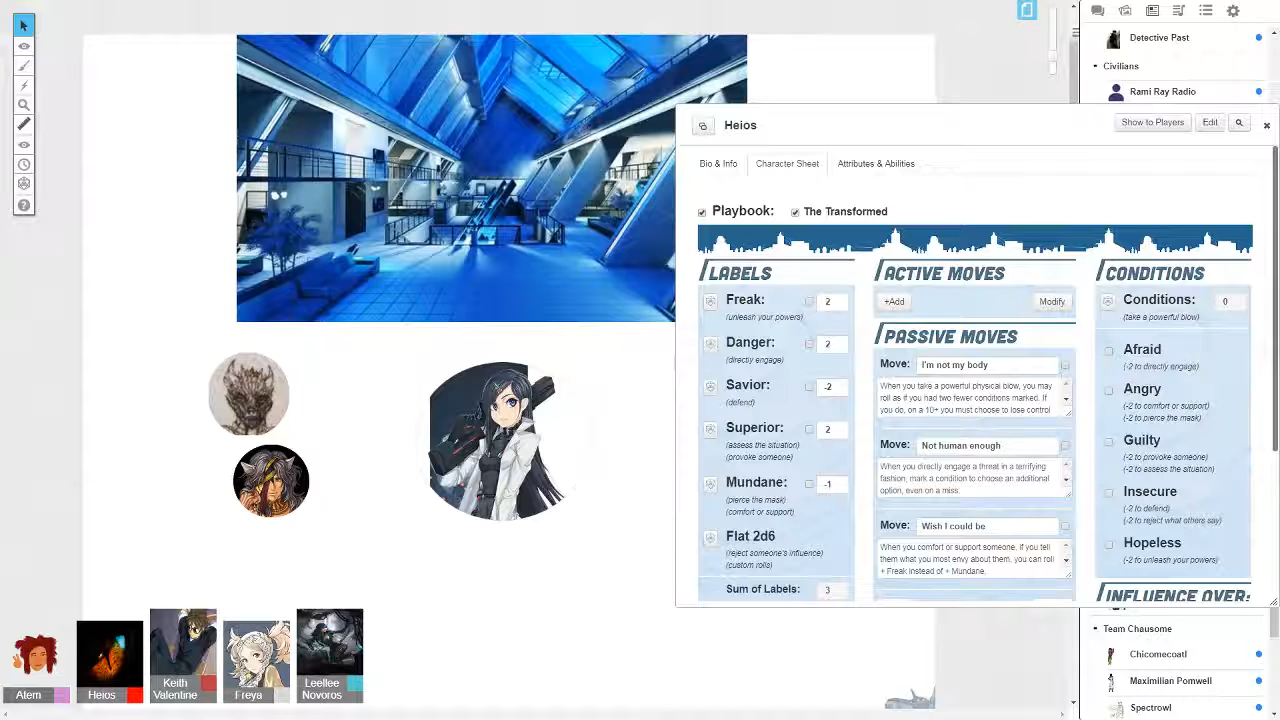 Detective Past
Civilians
Rami Ray Radio
Heios
Show to Players
Edit
Bio & Info
Character Sheet
Attributes & Abilities
Playbook:
The Transformed
LABELS
Freak: 2
(unleash your powers)
Danger: 2
(directly engage)
Savior: -2
(defend)
Superior: 2
(assess the situation)
(provoke someone)
Mundane: -1
(pierce the mask)
(comfort or support)
Flat 2d6
(reject someone's influence)
(custom rolls)
Sum of Labels: 3
ACTIVE MOVES
+Add
Modify
PASSIVE MOVES
Move: I'm not my body
When you take a powerful physical blow, you may
roll as if you had two fewer conditions marked. If
you do, on a 10+ you must choose to lose control
Move: Not human enough
When you directly engage a threat in a terrifying
fashion, mark a condition to choose an additional
option, even on a miss.
Move: Wish I could be
When you comfort or support someone, if you tell
them what you most envy about them, you can roll
+ Freak instead of + Mundane.
CONDITIONS
Conditions: 0
(take a powerful blow)
Afraid
(-2 to directly engage)
Angry
(-2 to comfort or support)
(-2 to pierce the mask)
Guilty
(-2 to provoke someone)
(-2 to assess the situation)
Insecure
(-2 to defend)
(-2 to reject what others say)
Hopeless
(-2 to unleash your powers)
INFLUENCE OVER:
Team Chausome
Chicomecoatl
Maximilian Pomwell
Spectrowl
Atem
Heios
Keith
Valentine
Freya
Leellee
Novoros